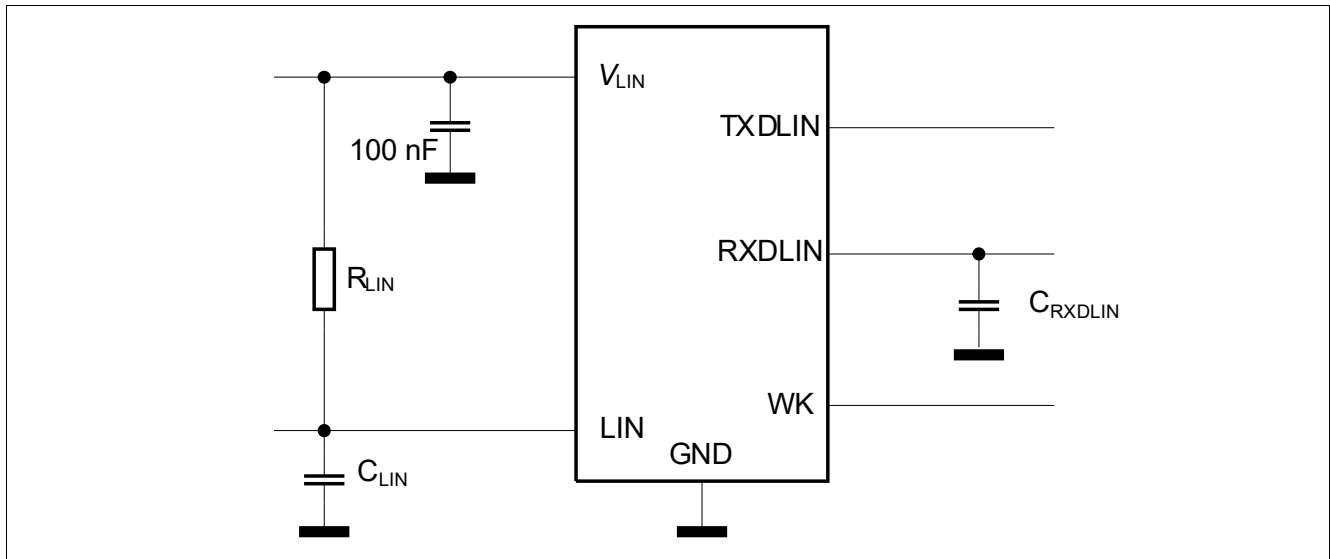 VLIN
TXDLIN
100 nF
RXDLIN
RLIN
CRXDLIN
WK
LIN
GND
CLIN